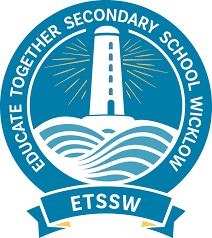 EDUCATE TOGETHER SECONDARY SCHOOL WICKLOW
ETSSW